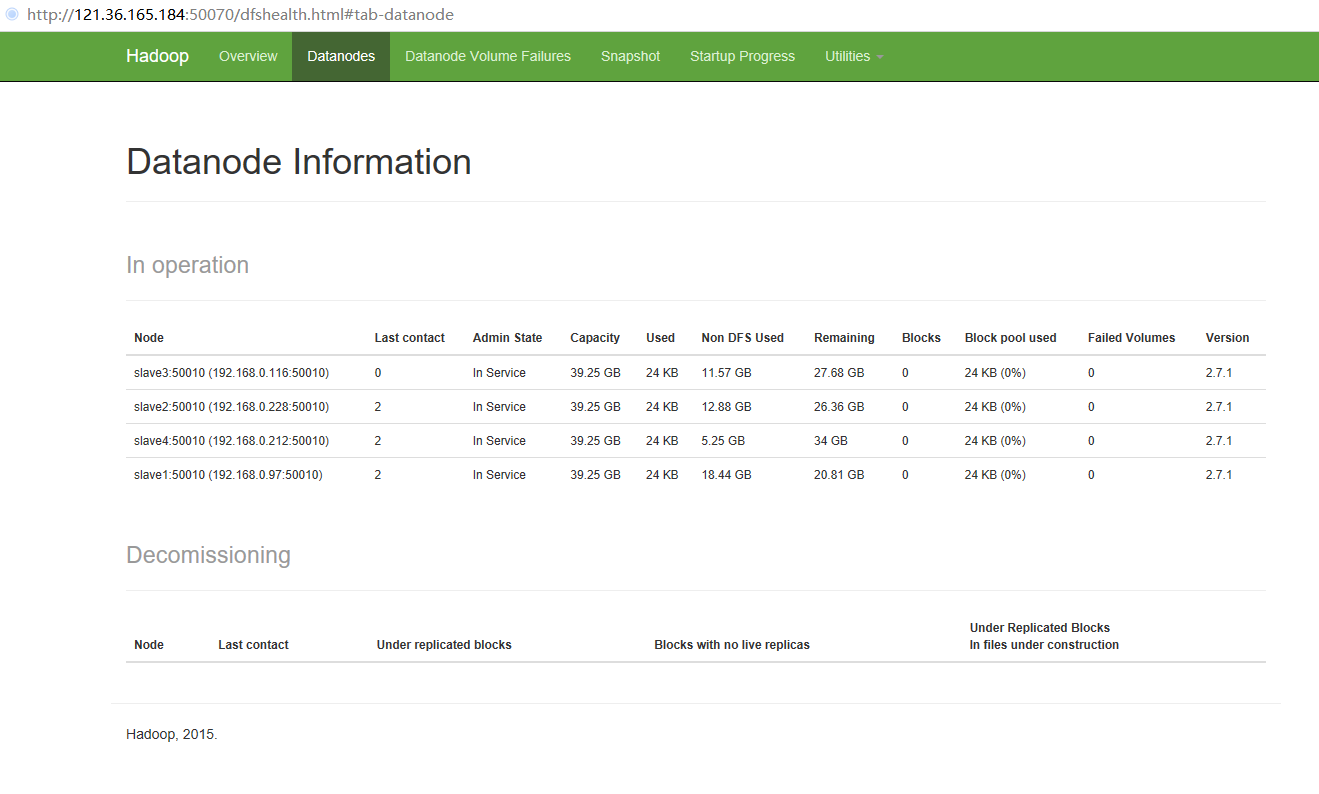 http://121.36.165.184:50070/dfshealth.html#tab-datanode
Hadoop Overview Datanodes Datanode Volume Failures Snapshot Startup Progress Utilities
Datanode Information
In operation
Node Last contact Admin State Capacity Used Non DFS Used Remaining Blocks Block pool used Failed Volumes Version
slave3:50010 (192.168.0.116:50010) 0 In Service 39.25 GB 24 KB 11.57 GB 27.68 GB 0 24 KB (0%) 0 2.7.1
slave2:50010 (192.168.0.228:50010) 2 In Service 39.25 GB 24 KB 12.88 GB 26.36 GB 0 24 KB (0%) 0 2.7.1
slave4:50010 (192.168.0.212:50010) 2 In Service 39.25 GB 24 KB 5.25 GB 34 GB 0 24 KB (0%) 0 2.7.1
slave1:50010 (192.168.0.97:50010) 2 In Service 39.25 GB 24 KB 18.44 GB 20.81 GB 0 24 KB (0%) 0 2.7.1
Decomissioning
Node Last contact Under replicated blocks Blocks with no live replicas Under Replicated Blocks
In files under construction
Hadoop, 2015.